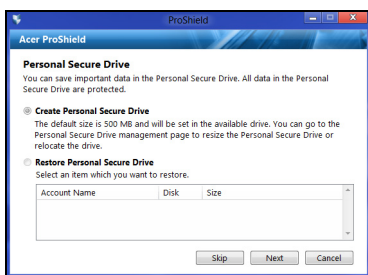 ProShield
Acer ProShield
Personal Secure Drive
You can save important data in the Personal Secure Drive. All data in the Personal
Secure Drive are protected.
Create Personal Secure Drive
The default size is 500 MB and will be set in the available drive. You can go to the
Personal Secure Drive management page to resize the Personal Secure Drive or
relocate the drive.
Restore Personal Secure Drive
Select an item which you want to restore.
Account Name Disk Size
Skip Next Cancel